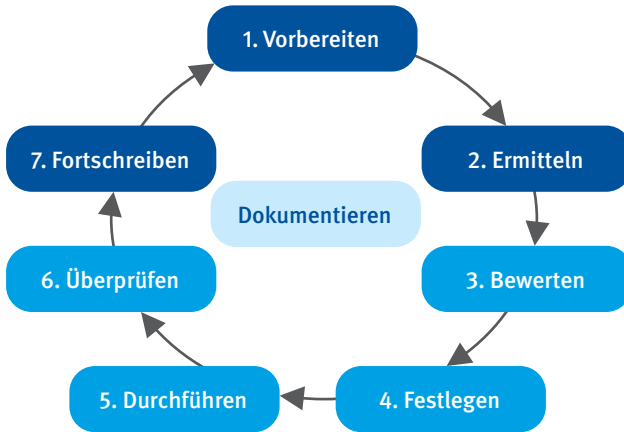 1. Vorbereiten
2. Ermitteln
3. Bewerten
4. Festlegen
5. Durchführen
6. Überprüfen
7. Fortschreiben
Dokumentieren